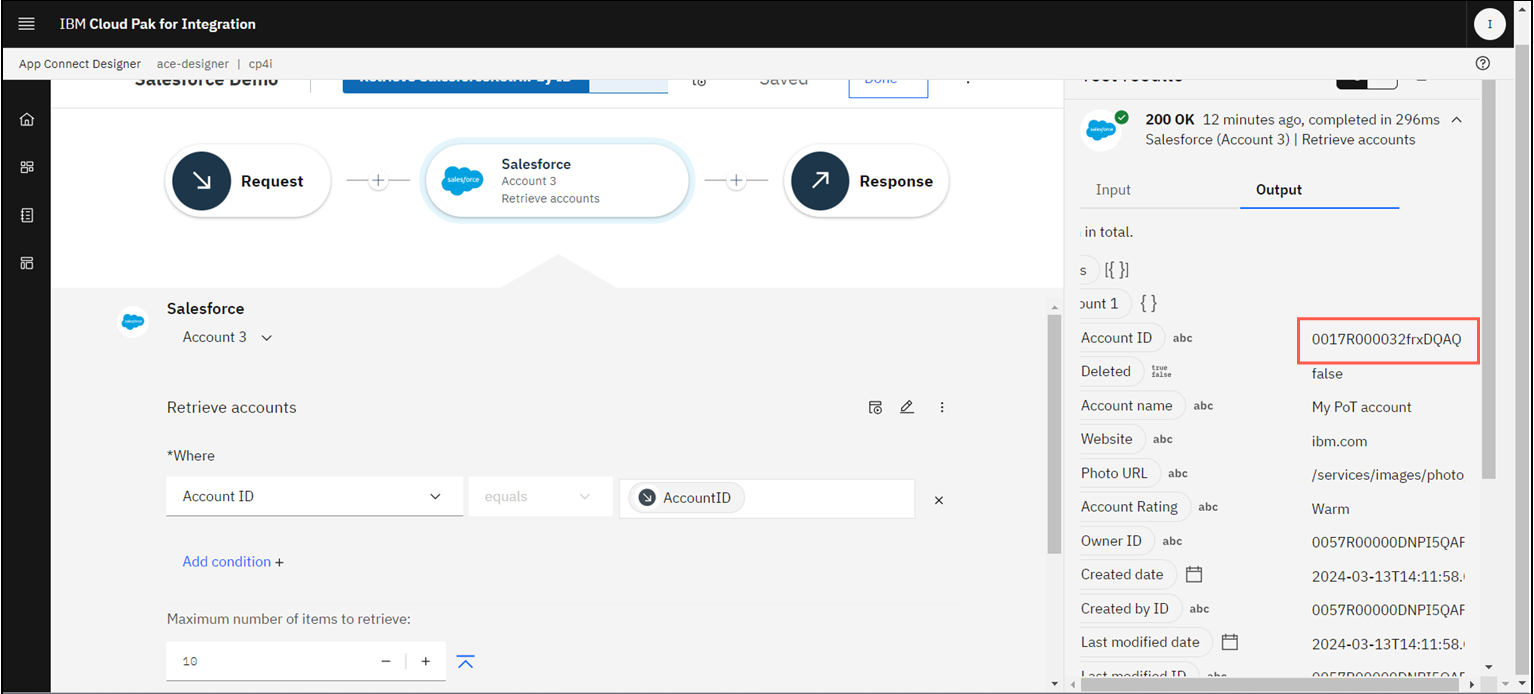 IBM Cloud Pak for Integration
I
App Connect Designer ace-designer | cp4i
Salesforce Demo
Saved
Done
Test results
Request
salesforce
Salesforce
Account 3
Retrieve accounts
Response
Salesforce
Account 3
Retrieve accounts
*Where
Account ID
equals
AccountID
Add condition +
Maximum number of items to retrieve:
10
salesforce
200 OK 12 minutes ago, completed in 296ms
Salesforce (Account 3) | Retrieve accounts
Input
Output
in total.
s [{ }]
ount 1 { }
Account ID abc 0017R000032frxDQAQ
Deleted true false false
Account name abc My PoT account
Website abc ibm.com
Photo URL abc /services/images/photo
Account Rating abc Warm
Owner ID abc 0057R00000DNPI5QAF
Created date 2024-03-13T14:11:58.
Created by ID abc 0057R00000DNPI5QAF
Last modified date 2024-03-13T14:11:58.
Last modified ID abc 0057R00000DNPI5QAF